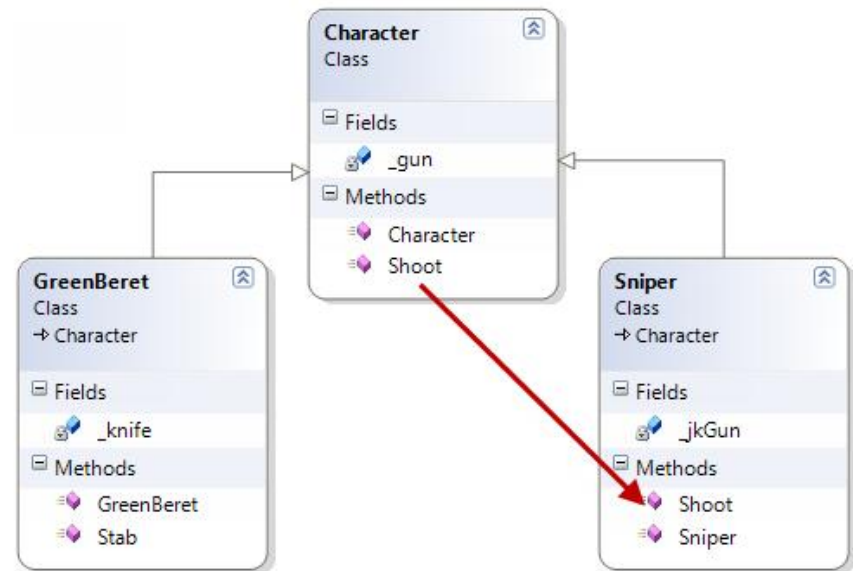 Character
Class
Fields
_gun
Methods
Character
Shoot
GreenBeret
Class
Character
Fields
_knife
Methods
GreenBeret
Stab
Sniper
Class
Character
Fields
_jkGun
Methods
Shoot
Sniper